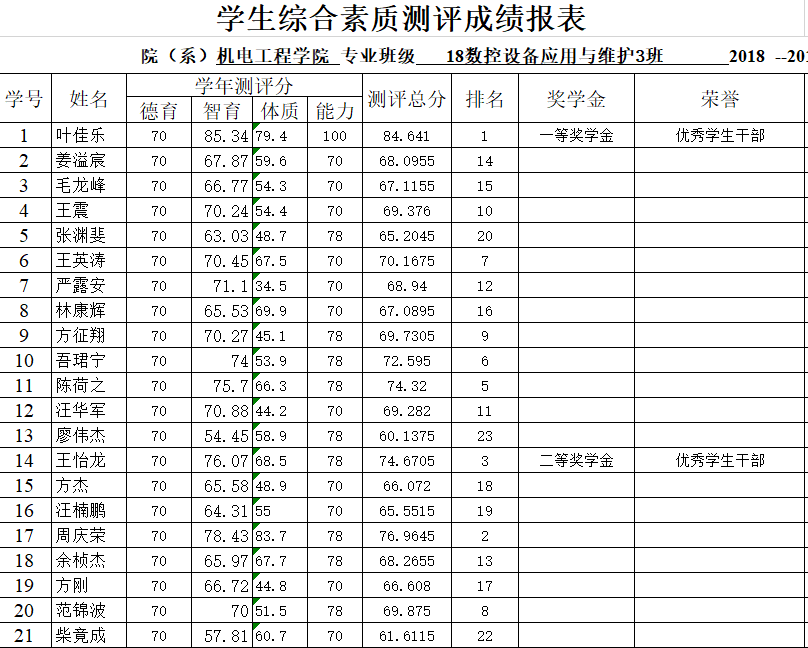 学生综合素质测评成绩报表
院（系）机电工程学院 专业班级 18数控设备应用与维护3班 2018 --201
学号 姓名 学年测评分 测评总分 排名 奖学金 荣誉
德育 智育 体质 能力
1 叶佳乐 70 85.34 79.4 100 84.641 1 一等奖学金 优秀学生干部
2 姜溢宸 70 67.87 59.6 70 68.0955 14
3 毛龙峰 70 66.77 54.3 70 67.1155 15
4 王震 70 70.24 54.4 70 69.376 10
5 张渊斐 70 63.03 48.7 78 65.2045 20
6 王英涛 70 70.45 67.5 70 70.1675 7
7 严露安 70 71.1 34.5 70 68.94 12
8 林康辉 70 65.53 69.9 70 67.0895 16
9 方征翔 70 70.27 45.1 78 69.7305 9
10 吾珺宁 70 74 53.9 78 72.595 6
11 陈荷之 70 75.7 66.3 78 74.32 5
12 汪华军 70 70.88 44.2 70 69.282 11
13 廖伟杰 70 54.45 58.9 78 60.1375 23
14 王怡龙 70 76.07 68.5 78 74.6705 3 二等奖学金 优秀学生干部
15 方杰 70 65.58 48.9 70 66.072 18
16 汪楠鹏 70 64.31 55 70 65.5515 19
17 周庆荣 70 78.43 83.7 78 76.9645 2
18 余桢杰 70 65.97 67.7 78 68.2655 13
19 方刚 70 66.72 44.8 70 66.608 17
20 范锦波 70 70 51.5 78 69.875 8
21 柴竟成 70 57.81 60.7 70 61.6115 22